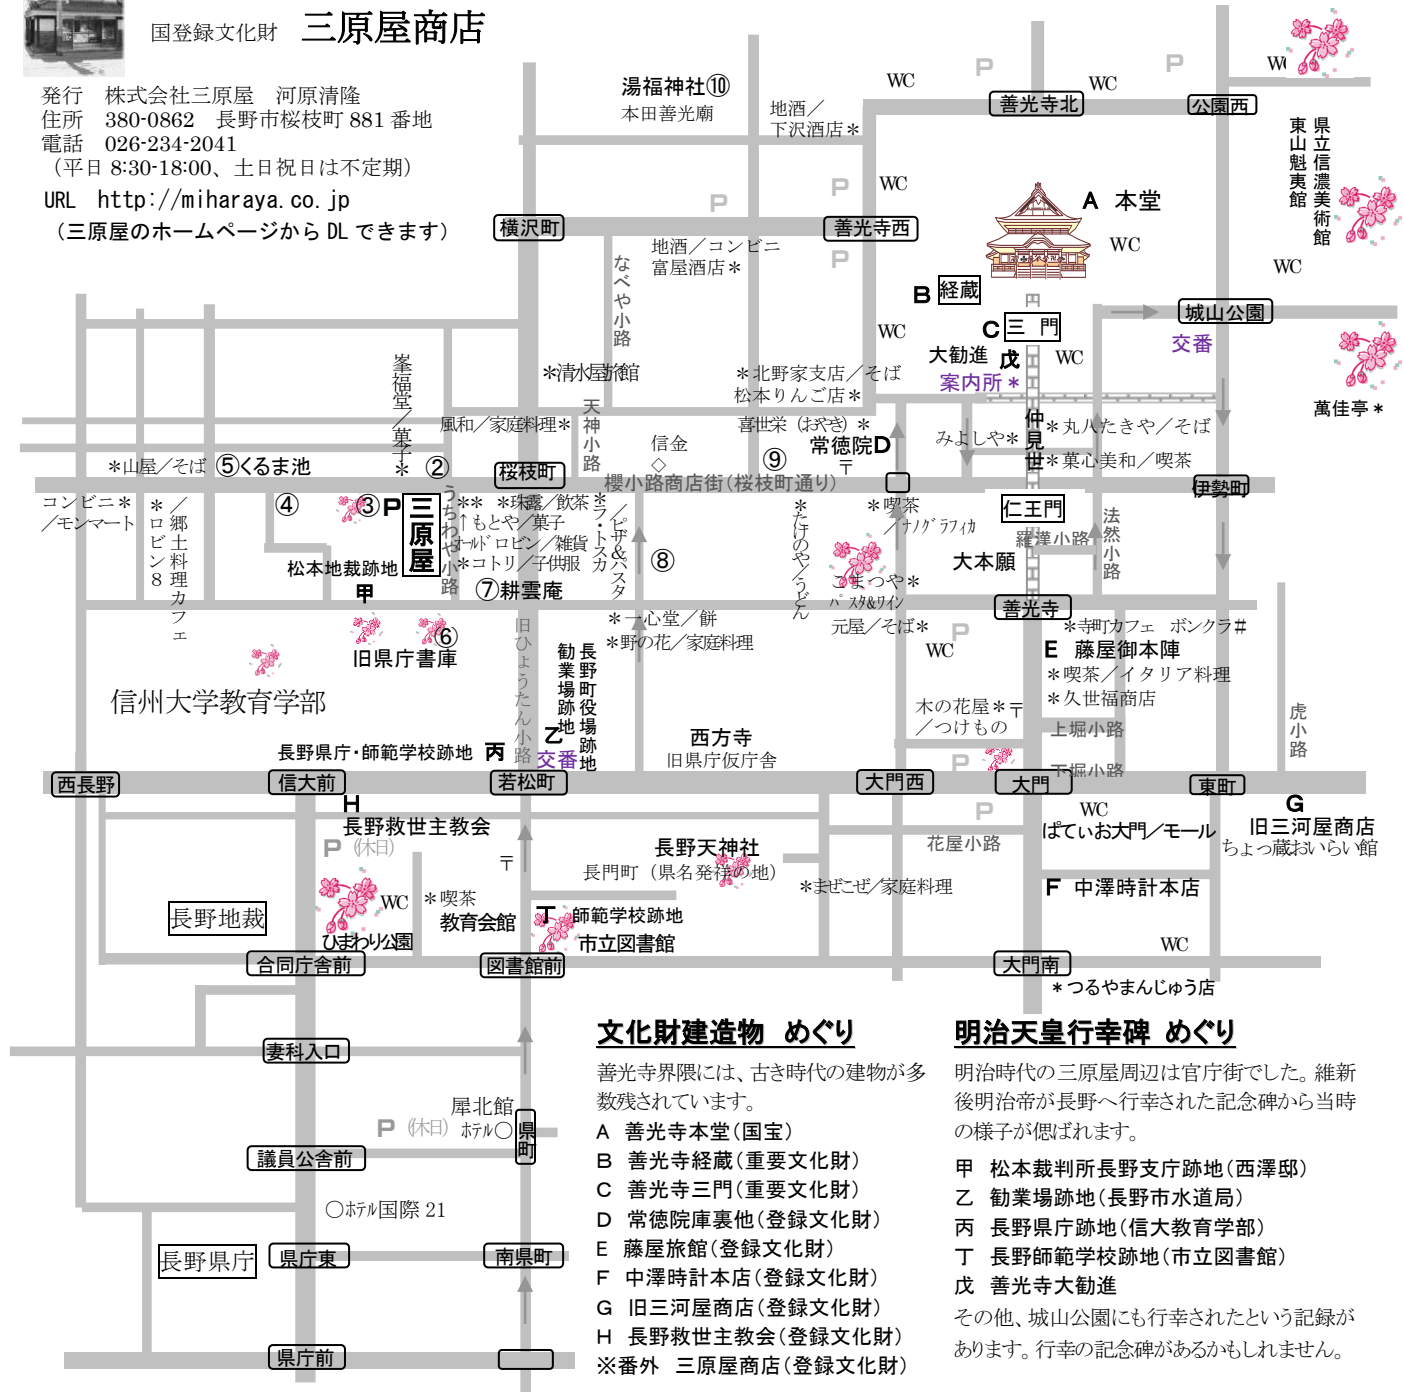 国登録文化財 三原屋商店
発行 株式会社三原屋 河原清隆
住所 380-0862 長野市桜枝町 881 番地
電話 026-234-2041
(平日 8:30-18:00、土日祝日は不定期)
URL http://miharaya.co.jp
(三原屋のホームページから DL できます)
湯福神社⑩
本田善光廟
地酒/
下沢酒店*
WC
P
善光寺北
WC
P
公園西
WC
県立信濃美術館
東山魁夷館
P
WC
P
横沢町
善光寺西
A 本堂
WC
WC
地酒/コンビニ
富屋酒店*
P
なべや小路
B 経蔵
円
C 三 門
城山公園
交番
WC
大勧進 戊
WC
案内所*
萬佳亭*
峯福堂/菓子*
*清水屋旅館
*北野家支店/そば
松本りんご店*
天神小路
風和/家庭料理*
喜世栄(おやき)*
常徳院D
〒
みよしや*
仲見世
*丸八たきや/そば
*菓心美和/喫茶
信金
◇
⑨
*山屋/そば
⑤くるま池
②
桜枝町
櫻小路商店街(桜枝町通り)
伊勢町
コンビニ*
/モンマート
*ロビン8
/郷土料理カフェ
④
③P
三原屋
うちわや小路
** *珠露/飲茶
↑もとや/菓子
オールドロビン/雑貨
*コトリ/子供服
*ラ・トスカ
/ピザ&パスタ
⑧
*たけのや/うどん
*喫茶
/ナノグラフィカ
仁王門
羅漢小路
法然小路
大本願
松本地裁跡地
甲
⑦耕雲庵
こまつや*
パスタ&ワイン
元屋/そば*
善光寺
P
WC
*寺町カフェ ボンクラ#
E 藤屋御本陣
*喫茶/イタリア料理
*久世福商店
⑥
旧県庁書庫
旧ひょうたん小路
*一心堂/餅
*野の花/家庭料理
長野町役場跡地
勧業場跡地
信州大学教育学部
木の花屋*〒
/つけもの
上堀小路
虎小路
長野県庁・師範学校跡地 丙
乙
交番
西方寺
旧県庁仮庁舎
P
下堀小路
西長野
信大前
若松町
大門西
大門
東町
H
長野救世主教会
P (休日)
P
WC
ぱてぃお大門/モール
G
旧三河屋商店
ちょっ蔵おいらい館
花屋小路
〒
長野天神社
長門町(県名発祥の地)
*まぜこぜ/家庭料理
F 中澤時計本店
WC
*喫茶
教育会館
丁 師範学校跡地
市立図書館
長野地裁
ひまわり公園
WC
合同庁舎前
図書館前
大門南
*つるやまんじゅう店
妻科入口
犀北館
ホテル〇
P (休日)
県町
議員公舎前
〇ホテル国際 21
長野県庁
県庁東
南県町
県庁前
文化財建造物 めぐり
善光寺界隈には、古き時代の建物が多
数残されています。
A 善光寺本堂(国宝)
B 善光寺経蔵(重要文化財)
C 善光寺三門(重要文化財)
D 常徳院庫裏他(登録文化財)
E 藤屋旅館(登録文化財)
F 中澤時計本店(登録文化財)
G 旧三河屋商店(登録文化財)
H 長野救世主教会(登録文化財)
※番外 三原屋商店(登録文化財)
明治天皇行幸碑 めぐり
明治時代の三原屋周辺は官庁街でした。維新
後明治帝が長野へ行幸された記念碑から当時
の様子が偲ばれます。
甲 松本裁判所長野支庁跡地(西澤邸)
乙 勧業場跡地(長野市水道局)
丙 長野県庁跡地(信大教育学部)
丁 長野師範学校跡地(市立図書館)
戊 善光寺大勧進
その他、城山公園にも行幸されたという記録が
あります。行幸の記念碑があるかもしれません。